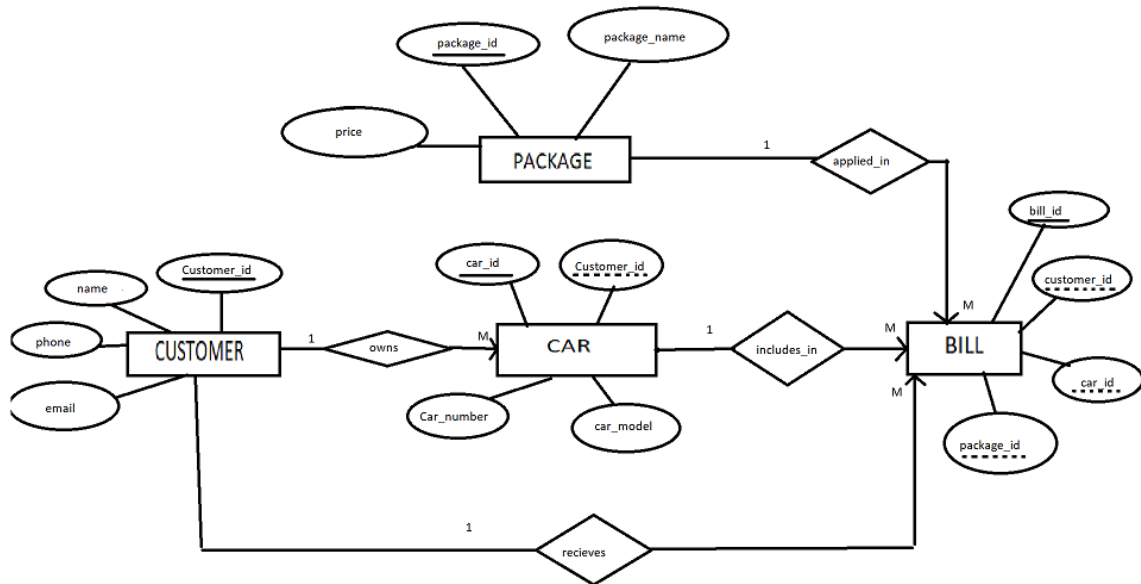 package_id
package_name
price
PACKAGE
1
applied_in
bill_id
car_id
Customer_id
Customer_id
customer_id
name
M
phone
CUSTOMER
1
owns
M
CAR
1
includes_in
M
BILL
car_id
M
email
Car_number
car_model
package_id
1
recieves